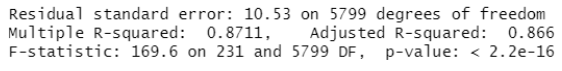 Residual standard error: 10.53 on 5799 degrees of freedom
Multiple R-squared:  0.8711,    Adjusted R-squared:  0.866
F-statistic: 169.6 on 231 and 5799 DF,  p-value: < 2.2e-16